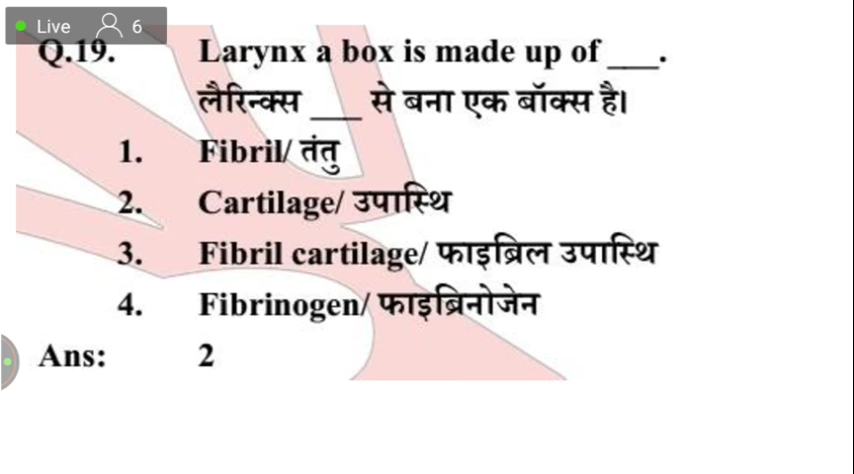 Live 6
Q.19. Larynx a box is made up of ___.
लैरिन्क्स ___ से बना एक बॉक्स है।
1. Fibril/ तंतु
2. Cartilage/ उपास्थि
3. Fibril cartilage/ फाइब्रिल उपास्थि
4. Fibrinogen/ फाइब्रिनोजेन
Ans: 2